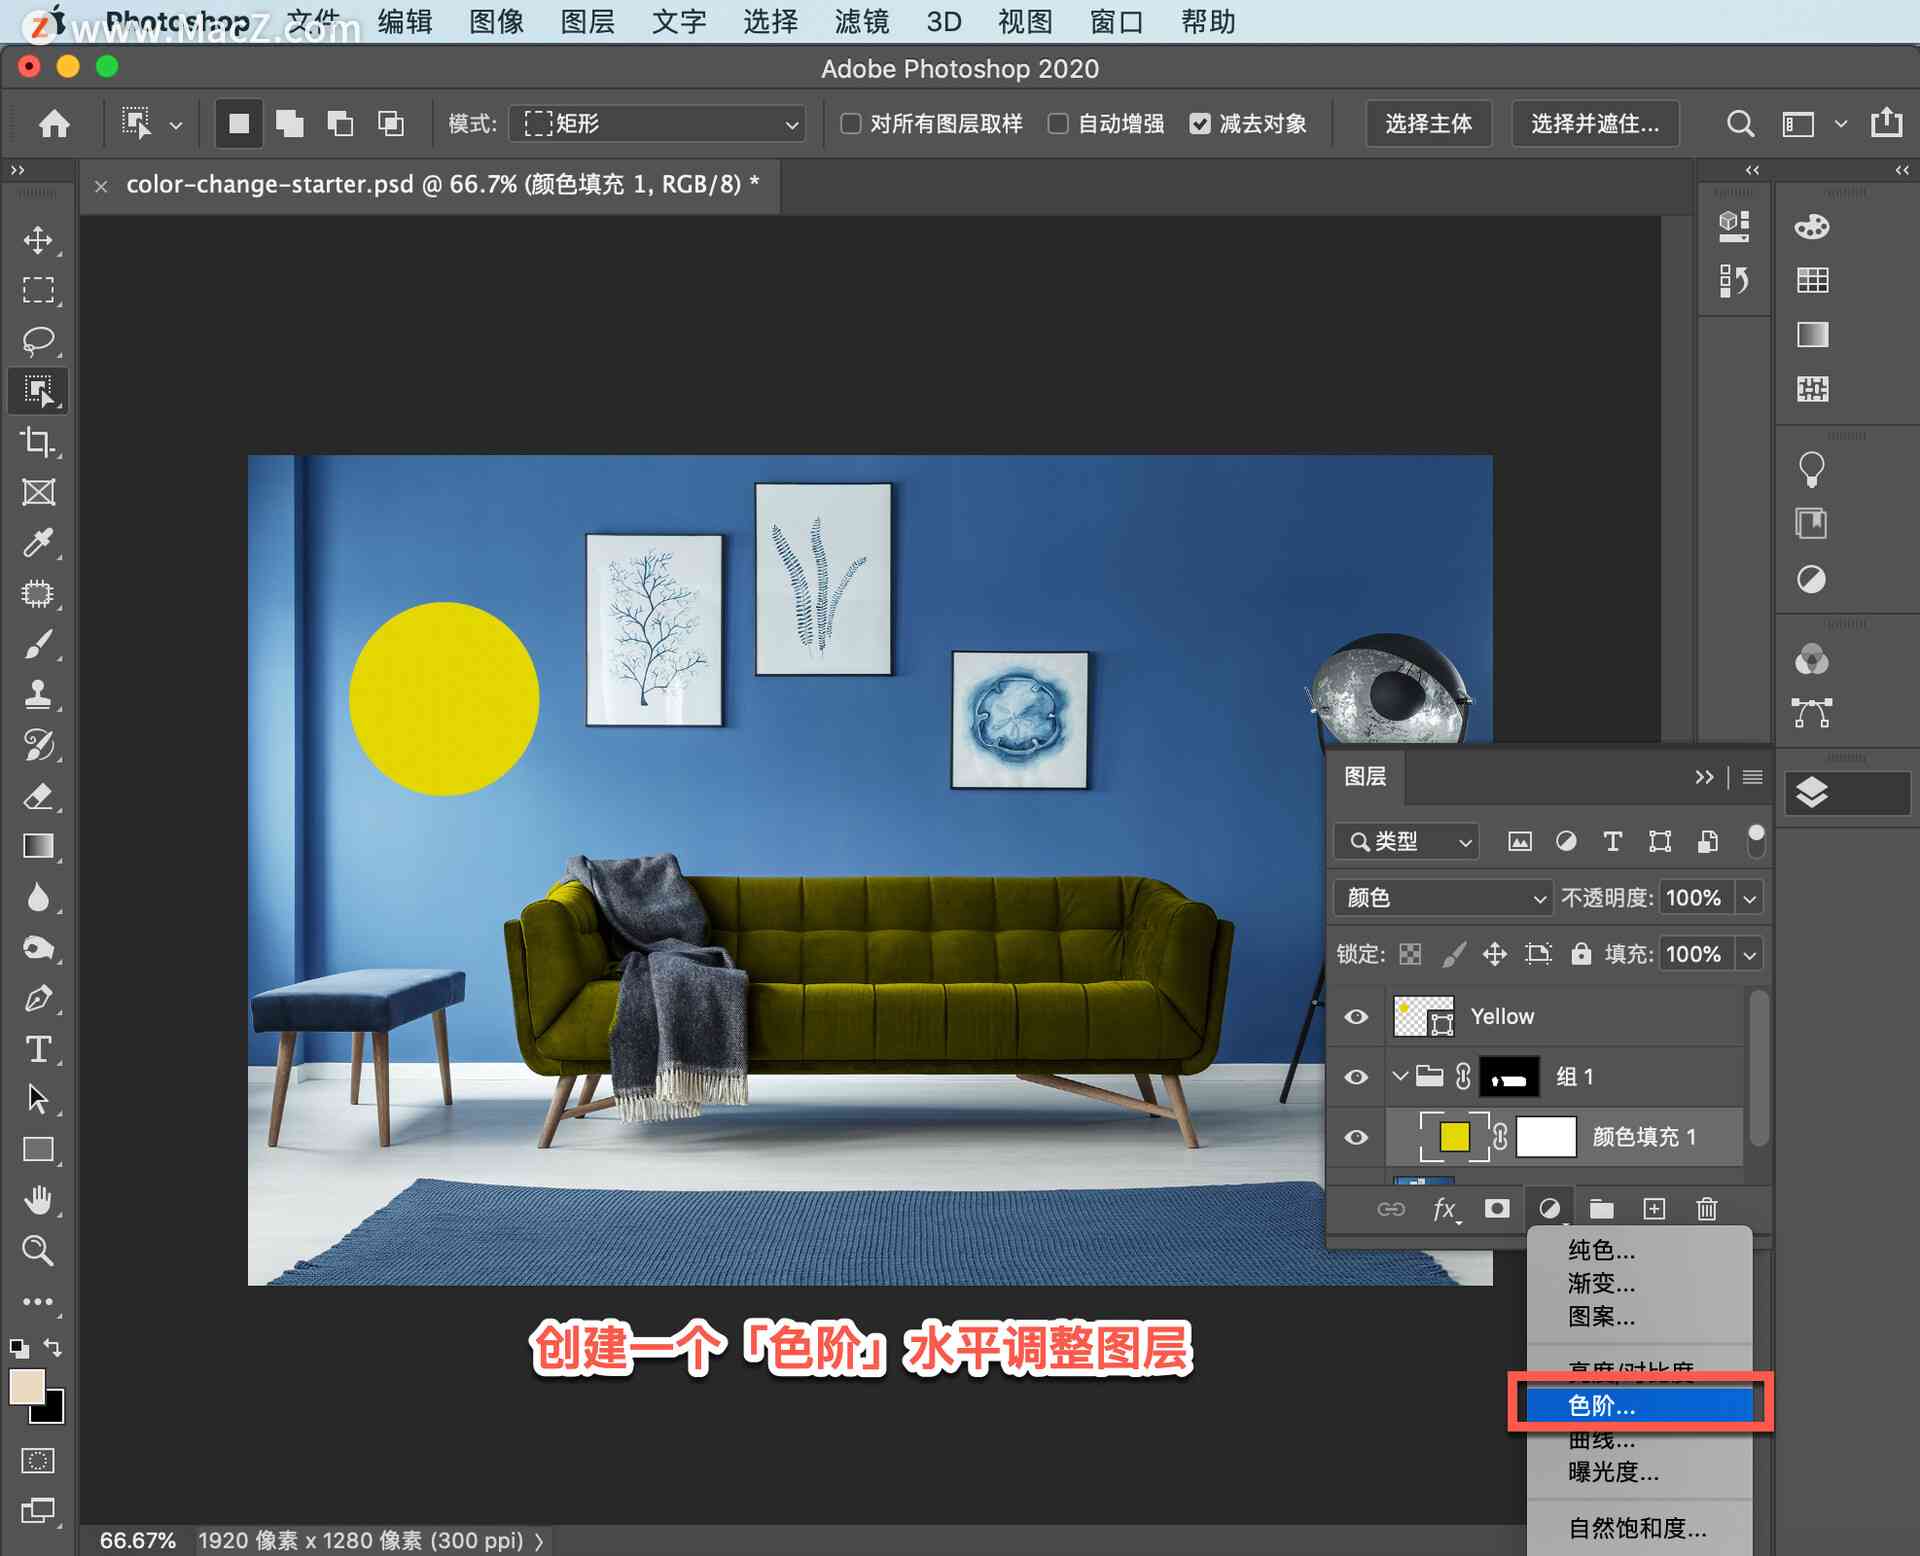 Photoshop 文件 编辑 图像 图层 文字 选择 滤镜 3D 视图 窗口 帮助
www.MacZ.com
Adobe Photoshop 2020
模式: 矩形 对所有图层取样 自动增强 减去对象 选择主体 选择并遮住...
color-change-starter.psd @ 66.7% (颜色填充 1, RGB/8) *
图层
类型
颜色 不透明度: 100%
锁定: 填充: 100%
Yellow
组 1
颜色填充 1
fx
纯色...
渐变...
图案...
亮度/对比度
色阶...
曲线...
曝光度...
自然饱和度...
创建一个「色阶」水平调整图层
66.67% 1920 像素 x 1280 像素 (300 ppi)